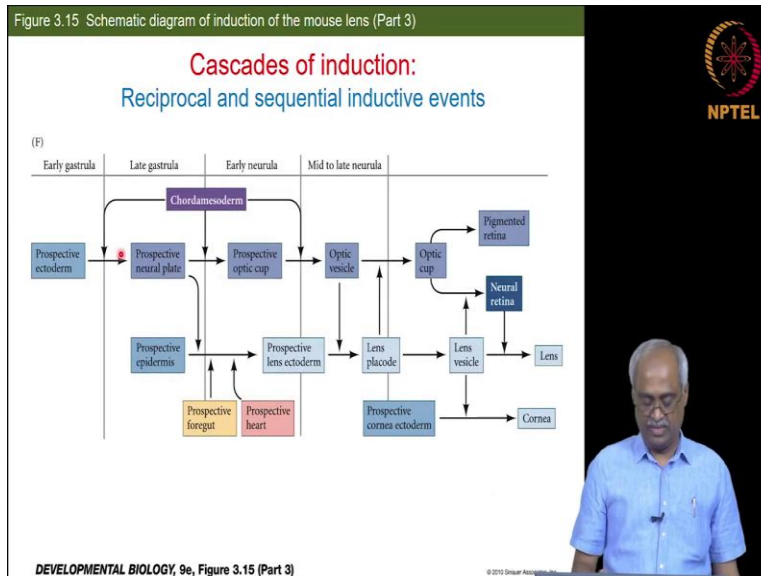 Figure 3.15 Schematic diagram of induction of the mouse lens (Part 3)
Cascades of induction:
Reciprocal and sequential inductive events
NPTEL
(F)
Early gastrula
Late gastrula
Early neurula
Mid to late neurula
Chordamesoderm
Pigmented
retina
Prospective
ectoderm
Prospective
neural plate
Prospective
optic cup
Optic
vesicle
Optic
cup
Neural
retina
Prospective
epidermis
Prospective
lens ectoderm
Lens
placode
Lens
vesicle
Lens
Prospective
foregut
Prospective
heart
Prospective
cornea ectoderm
Cornea
DEVELOPMENTAL BIOLOGY, 9e, Figure 3.15 (Part 3)
© 2010 Sinauer